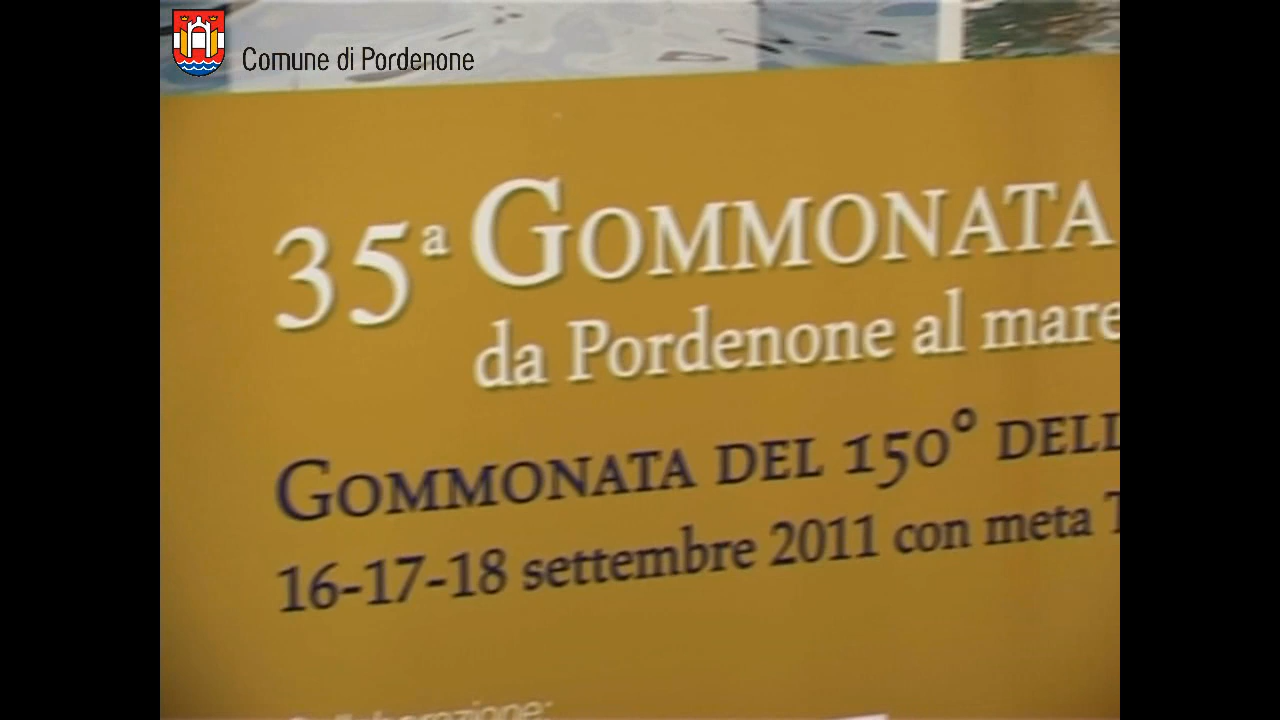 Comune di Pordenone
35ª GOMMONATA
da Pordenone al mare
GOMMONATA DEL 150° DELL
16-17-18 settembre 2011 con meta T
Collaborazione: